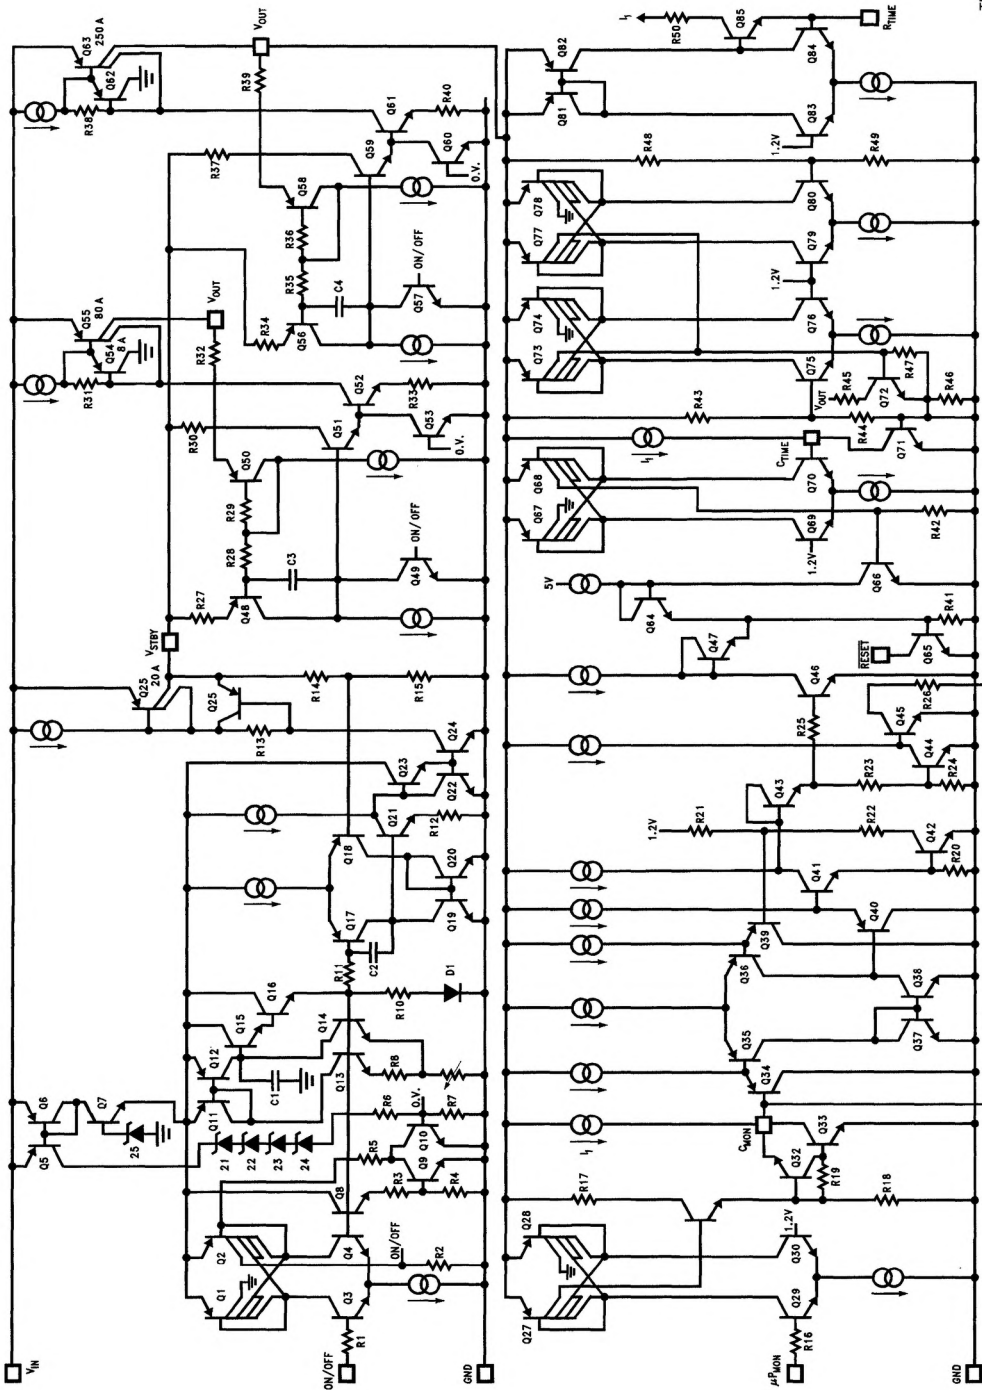 VIN
ON/OFF
GND
R1
Q1
Q2
Q3
Q4
ON/OFF
R2
Q5
Q6
Q7
25
21
22
23
24
Q8
R3
R4
Q9
R5
Q10
O.V.
R6
R7
Q11
Q12
C1
Q13
Q14
R8
Q15
Q16
R10
D1
R11
C2
Q17
Q18
Q19
Q20
Q21
R12
Q22
Q23
Q24
R13
Q25
Q25
20 A
R14
R15
VSTBY
R27
Q48
R28
C3
R29
Q49
ON/OFF
Q50
R30
Q51
Q52
Q53
O.V.
R33
R31
Q54
8 A
Q55
80 A
VOUT
R32
R34
Q56
R35
C4
R36
Q57
ON/OFF
Q58
R37
Q59
Q60
O.V.
Q61
R40
R38
Q62
Q63
250 A
R39
VOUT
μPMON
GND
R16
Q27
Q28
Q29
Q30
1.2V
R17
R18
R19
Q32
Q33
CMON
I1
Q34
Q35
Q36
Q37
Q38
Q39
Q40
Q41
1.2V
R21
R22
Q42
R20
Q43
R23
R24
R25
Q44
Q45
R26
Q46
Q47
RESET
Q65
Q64
5V
R41
Q66
Q67
Q68
1.2V
Q69
Q70
R42
CTIME
I1
Q71
R43
R44
VOUT
R45
Q72
R46
R47
Q73
Q74
Q75
Q76
1.2V
Q77
Q78
Q79
Q80
R48
R49
1.2V
Q81
Q82
Q83
Q84
Q85
R50
I1
RTIME